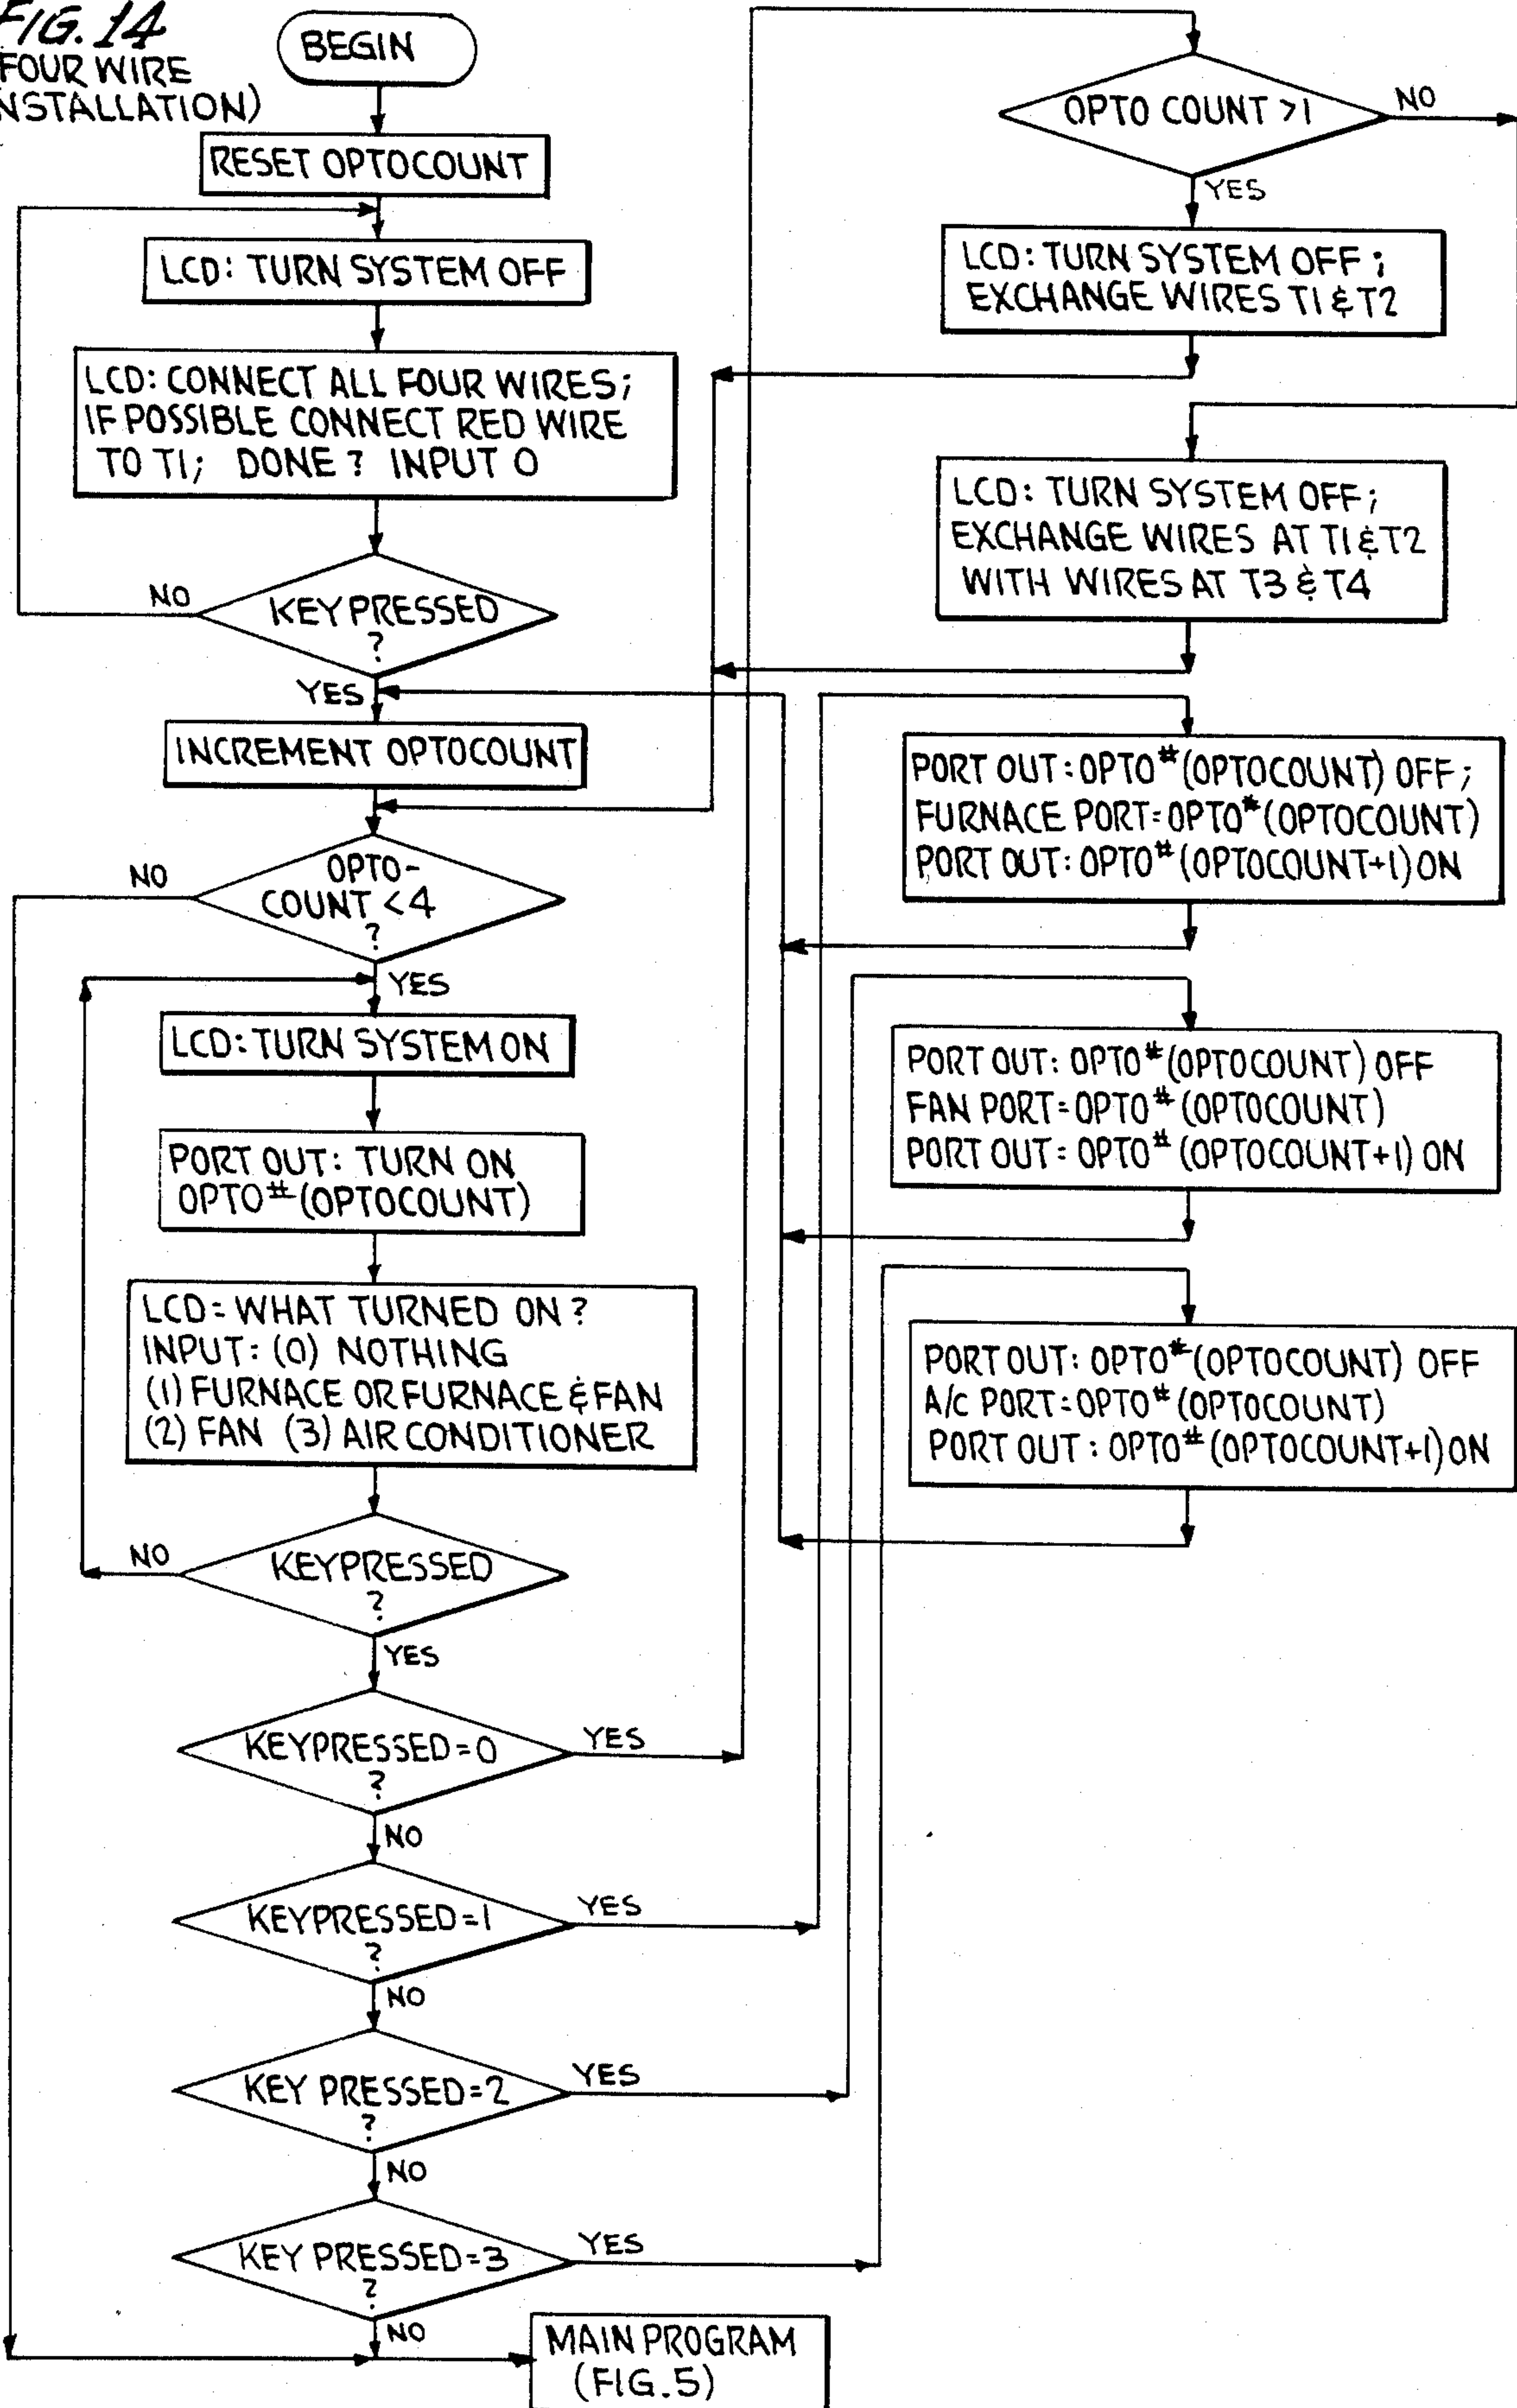 FIG. 14
FOUR WIRE
NSTALLATION)
BEGIN
RESET OPTOCOUNT
LCD: TURN SYSTEM OFF
LCD: CONNECT ALL FOUR WIRES;
IF POSSIBLE CONNECT RED WIRE
TO T1; DONE? INPUT 0
NO
KEYPRESSED
?
YES
INCREMENT OPTOCOUNT
NO
OPTO-
COUNT <4
?
YES
LCD: TURN SYSTEM ON
PORT OUT: TURN ON
OPTO#(OPTOCOUNT)
LCD= WHAT TURNED ON?
INPUT: (0) NOTHING
(1) FURNACE OR FURNACE & FAN
(2) FAN (3) AIR CONDITIONER
NO
KEYPRESSED
?
YES
KEYPRESSED=0
?
YES
NO
KEYPRESSED=1
?
YES
NO
KEY PRESSED=2
?
YES
NO
KEY PRESSED=3
?
YES
NO
MAIN PROGRAM
(FIG.5)
OPTO COUNT >1
NO
YES
LCD: TURN SYSTEM OFF;
EXCHANGE WIRES T1 & T2
LCD: TURN SYSTEM OFF;
EXCHANGE WIRES AT T1 & T2
WITH WIRES AT T3 & T4
PORT OUT: OPTO#(OPTOCOUNT) OFF;
FURNACE PORT=OPTO#(OPTOCOUNT)
PORT OUT: OPTO#(OPTOCOUNT+1) ON
PORT OUT: OPTO#(OPTOCOUNT) OFF
FAN PORT=OPTO#(OPTOCOUNT)
PORT OUT= OPTO#(OPTOCOUNT+1) ON
PORT OUT: OPTO#(OPTOCOUNT) OFF
A/C PORT=OPTO#(OPTOCOUNT)
PORT OUT: OPTO#(OPTOCOUNT+1) ON